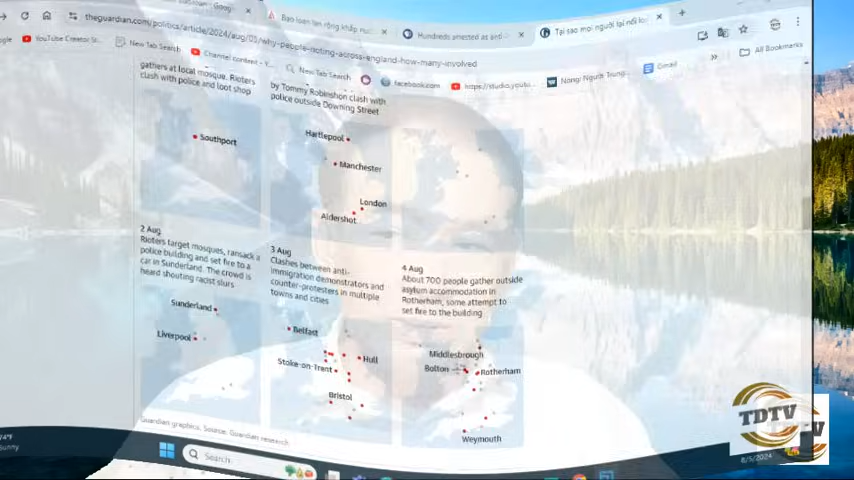 Bạo loạn lan rộng khắp nước
Hundreds arrested as anti
Tại sao mọi người lại nổi loạ
theguardian.com/politics/article/2024/aug/05/why-people-rioting-across-england-how-many-involved
YouTube Creator St
New Tab Search
Channel content - Y
New Tab Search
facebook.com
https://studio.youtu
Nong! Người Trung
Gmail
All Bookmarks
gathers at local mosque. Rioters
clash with police and loot shop
by Tommy Robinshon clash with
police outside Downing Street
Southport
Hartlepool
Manchester
London
Aldershot
2 Aug
Rioters target mosques, ransack a
police building and set fire to a
car in Sunderland. The crowd is
heard shouting racist slurs
3 Aug
Clashes between anti-
immigration demonstrators and
counter-protesters in multiple
towns and cities
4 Aug
About 700 people gather outside
asylum accommodation in
Rotherham, some attempt to
set fire to the building
Sunderland
Liverpool
Belfast
Hull
Stoke-on-Trent
Bristol
Middlesbrough
Bolton
Rotherham
Weymouth
Guardian graphics. Source: Guardian research
Sunny
Search
TDTV
8/5/2024